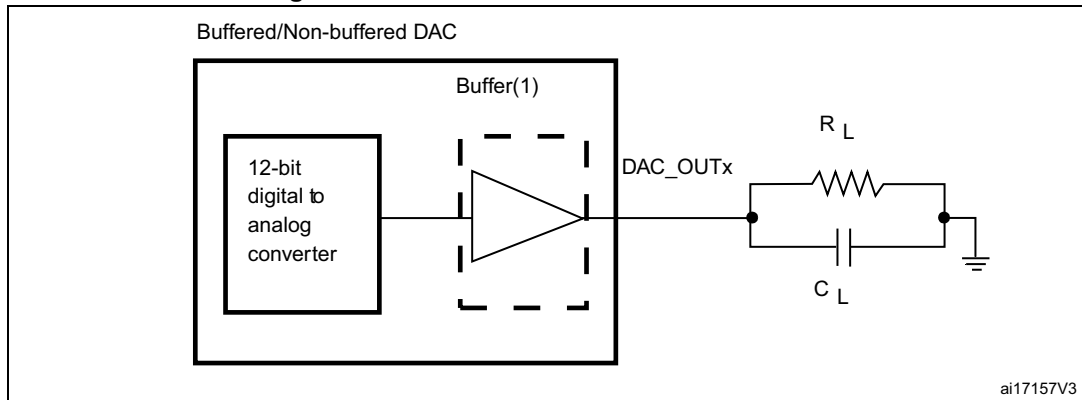 Buffered/Non-buffered DAC
Buffer(1)
12-bit
digital to
analog
converter
DAC_OUTx
R L
C L
ai17157V3